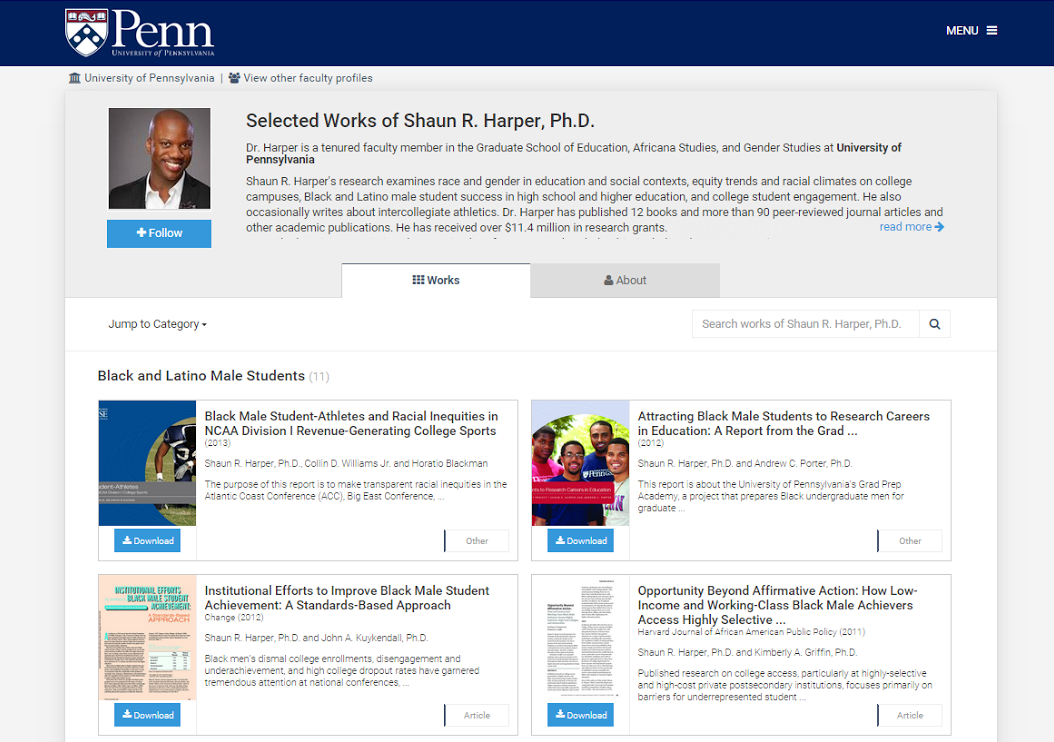 Penn
UNIVERSITY of PENNSYLVANIA
MENU
University of Pennsylvania | View other faculty profiles
Selected Works of Shaun R. Harper, Ph.D.
Dr. Harper is a tenured faculty member in the Graduate School of Education, Africana Studies, and Gender Studies at University of
Pennsylvania
Shaun R. Harper's research examines race and gender in education and social contexts, equity trends and racial climates on college
campuses, Black and Latino male student success in high school and higher education, and college student engagement. He also
occasionally writes about intercollegiate athletics. Dr. Harper has published 12 books and more than 90 peer-reviewed journal articles and
other academic publications. He has received over $11.4 million in research grants.
read more
Follow
Works
About
Jump to Category
Search works of Shaun R. Harper, Ph.D.
Black and Latino Male Students (11)
Black Male Student-Athletes and Racial Inequities in
NCAA Division I Revenue-Generating College Sports
(2013)
Shaun R. Harper, Ph.D., Collin D. Williams Jr. and Horatio Blackman
The purpose of this report is to make transparent racial inequities in the
Atlantic Coast Conference (ACC), Big East Conference, ...
Download
Other
Attracting Black Male Students to Research Careers
in Education: A Report from the Grad ...
(2012)
Shaun R. Harper, Ph.D. and Andrew C. Porter, Ph.D.
This report is about the University of Pennsylvania's Grad Prep
Academy, a project that prepares Black undergraduate men for
graduate ...
Download
Other
INSTITUTIONAL EFFORTS
BLACK MALE STUDENT
ACHIEVEMENT:
A Standards-Based
APPROACH
Institutional Efforts to Improve Black Male Student
Achievement: A Standards-Based Approach
Change (2012)
Shaun R. Harper, Ph.D. and John A. Kuykendall, Ph.D.
Black men's dismal college enrollments, disengagement and
underachievement, and high college dropout rates have garnered
tremendous attention at national conferences, ...
Download
Article
Opportunity Beyond Affirmative Action: How Low-
Income and Working-Class Black Male Achievers
Access Highly Selective ...
Harvard Journal of African American Public Policy (2011)
Shaun R. Harper, Ph.D. and Kimberly A. Griffin, Ph.D.
Published research on college access, particularly at highly-selective
and high-cost private postsecondary institutions, focuses primarily on
barriers for underrepresented student ...
Download
Article